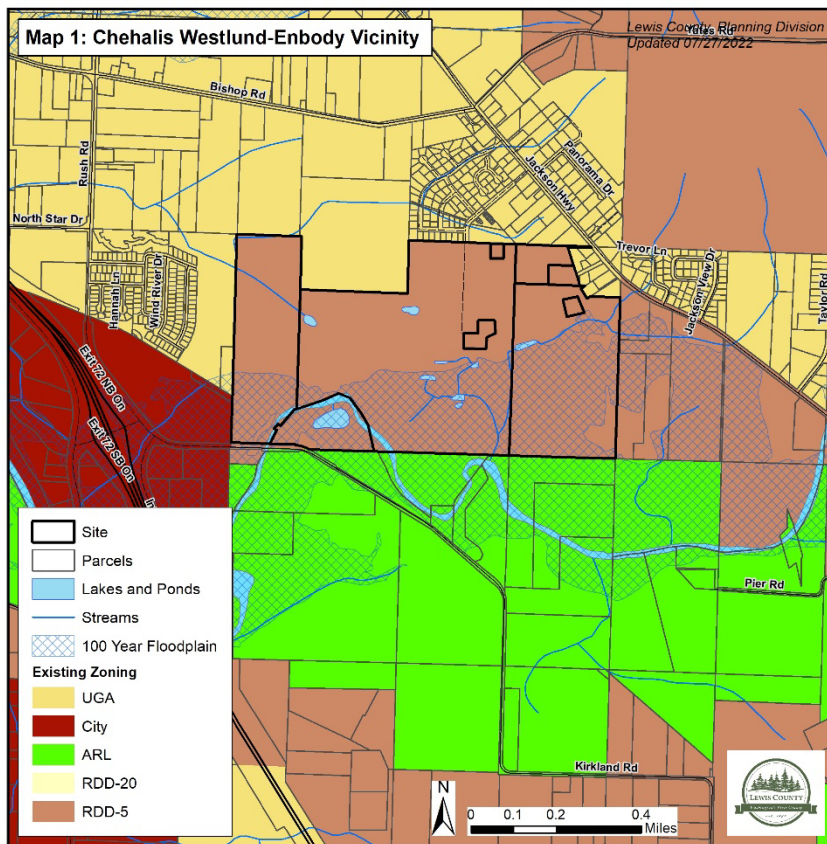 Map 1: Chehalis Westlund-Enbody Vicinity
Lewis County, Planning Division
Updated 07/27/2022
Yates Rd
Bishop Rd
Rush Rd
Panorama Dr
Jackson Hwy
North Star Dr
Trevor Ln
Hannah Ln
Wind River Dr
Jackson View Dr
Taylor Rd
Exit 72 NB On
Exit 72 SB On
In
Pier Rd
Kirkland Rd
Site
Parcels
Lakes and Ponds
Streams
100 Year Floodplain
Existing Zoning
UGA
City
ARL
RDD-20
RDD-5
N
0 0.1 0.2 0.4
Miles
LEWIS COUNTY